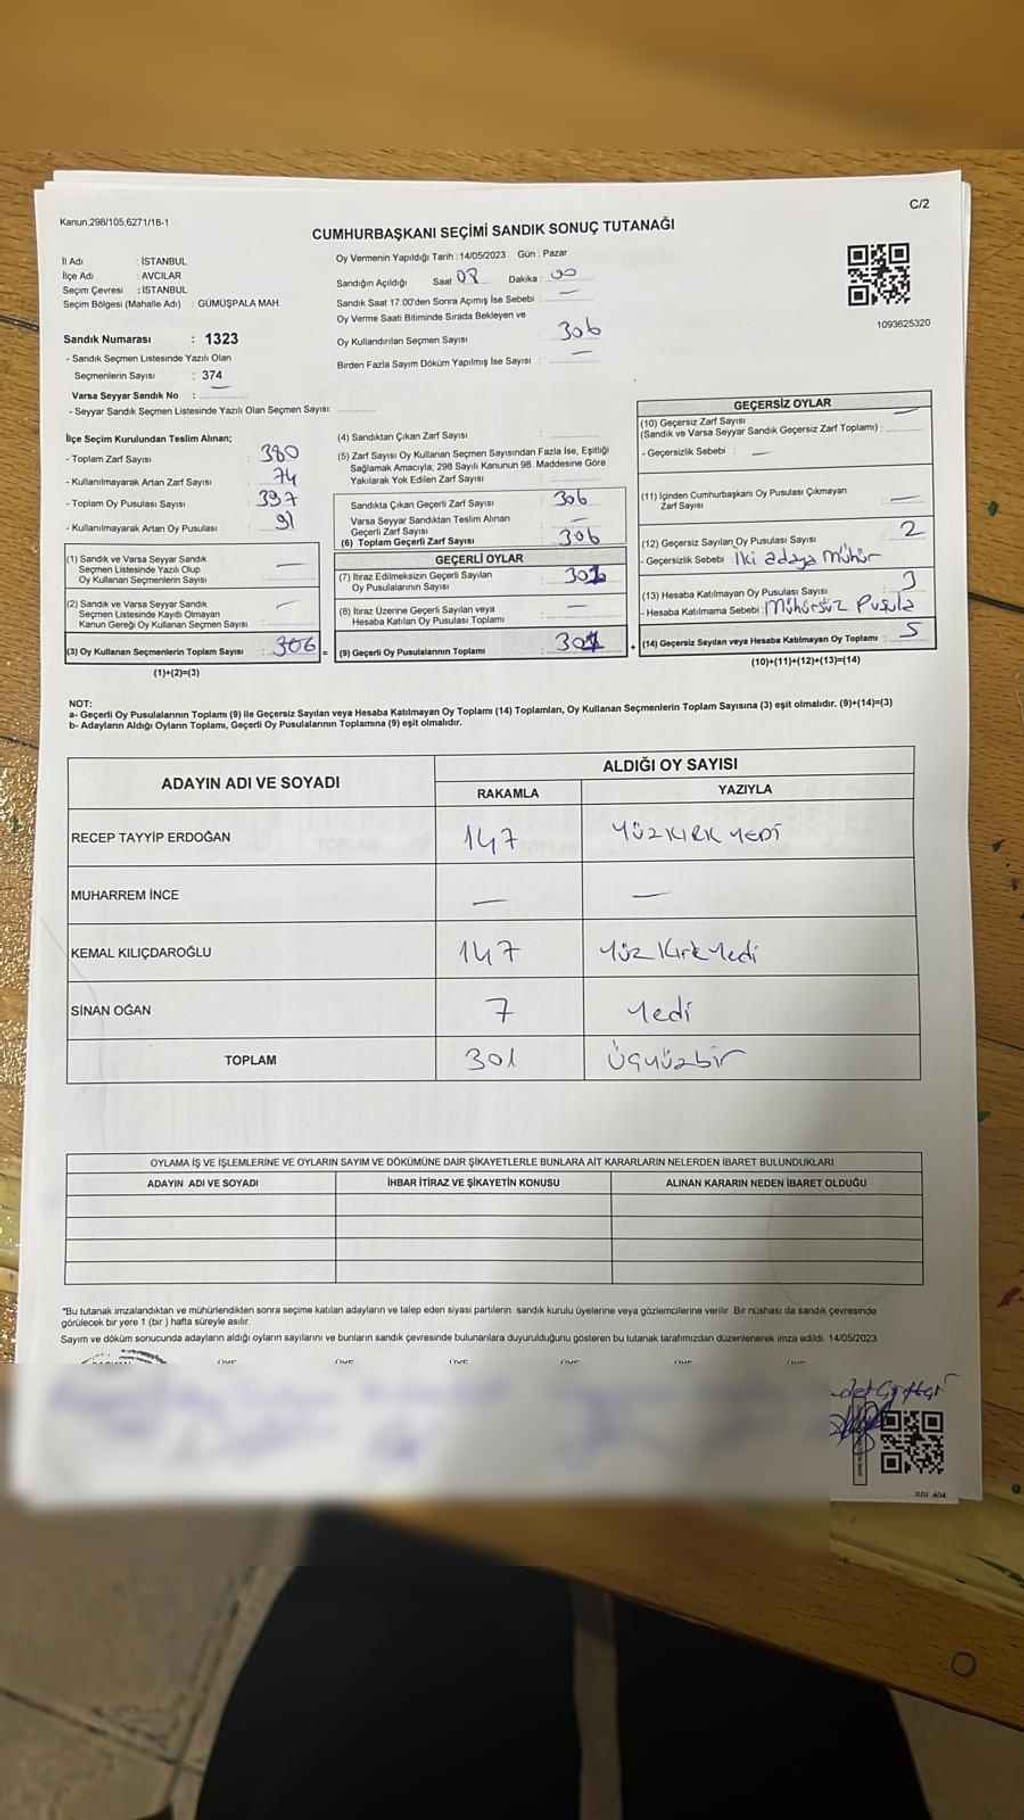 Kanun.298/105,6271/18-1
C/2
CUMHURBAŞKANI SEÇİMİ SANDIK SONUÇ TUTANAĞI
İl Adı : İSTANBUL
İlçe Adı : AVCILAR
Seçim Çevresi : İSTANBUL
Seçim Bölgesi (Mahalle Adı) : GÜMÜŞPALA MAH.
Sandık Numarası : 1323
- Sandık Seçmen Listesinde Yazılı Olan
Seçmenlerin Sayısı : 374
Varsa Seyyar Sandık No : —
- Seyyar Sandık Seçmen Listesinde Yazılı Olan Seçmen Sayısı:
Oy Vermenin Yapıldığı Tarih : 14/05/2023 Gün : Pazar
Sandığın Açıldığı Saat 08 Dakika 00
Sandık Saat 17:00'den Sonra Açımış İse Sebebi —
Oy Verme Saati Bitiminde Sırada Bekleyen ve
Oy Kullandırılan Seçmen Sayısı 306
Birden Fazla Sayım Döküm Yapılmış İse Sayısı —
1093625320
İlçe Seçim Kurulundan Teslim Alınan;
- Toplam Zarf Sayısı 380
- Kullanılmayarak Artan Zarf Sayısı 74
- Toplam Oy Pusulası Sayısı 397
- Kullanılmayarak Artan Oy Pusulası 91
(1) Sandık ve Varsa Seyyar Sandık
Seçmen Listesinde Yazılı Olup
Oy Kullanan Seçmenlerin Sayısı —
(2) Sandık ve Varsa Seyyar Sandık
Seçmen Listesinde Kaydı Olmayan
Kanun Gereği Oy Kullanan Seçmen Sayısı —
(3) Oy Kullanan Seçmenlerin Toplam Sayısı : 306 =
(1)+(2)=(3)
(4) Sandıktan Çıkan Zarf Sayısı
(5) Zarf Sayısı Oy Kullanan Seçmen Sayısından Fazla İse, Eşitliği
Sağlamak Amacıyla, 298 Sayılı Kanunun 98. Maddesine Göre
Yakılarak Yok Edilen Zarf Sayısı
Sandıkta Çıkan Geçerli Zarf Sayısı 306
Varsa Seyyar Sandıktan Teslim Alınan
Geçerli Zarf Sayısı —
(6) Toplam Geçerli Zarf Sayısı 306
GEÇERLİ OYLAR
(7) İtiraz Edilmeksizin Geçerli Sayılan
Oy Pusulalarının Sayısı 301
(8) İtiraz Üzerine Geçerli Sayılan veya
Hesaba Katılan Oy Pusulası Toplamı —
(9) Geçerli Oy Pusulalarının Toplamı 301 +
GEÇERSİZ OYLAR
(10) Geçersiz Zarf Sayısı
(Sandık ve Varsa Seyyar Sandık Geçersiz Zarf Toplamı) : —
- Geçersizlik Sebebi : —
(11) İçinden Cumhurbaşkanı Oy Pusulası Çıkmayan
Zarf Sayısı —
(12) Geçersiz Sayılan Oy Pusulası Sayısı 2
- Geçersizlik Sebebi : iki adaya mühür
(13) Hesaba Katılmayan Oy Pusulası Sayısı 3
- Hesaba Katılmama Sebebi : Mühürsüz Pusula
(14) Geçersiz Sayılan veya Hesaba Katılmayan Oy Toplamı : 5
(10)+(11)+(12)+(13)=(14)
NOT:
a- Geçerli Oy Pusulalarının Toplamı (9) ile Geçersiz Sayılan veya Hesaba Katılmayan Oy Toplamı (14) Toplamları, Oy Kullanan Seçmenlerin Toplam Sayısına (3) eşit olmalıdır. (9)+(14)=(3)
b- Adayların Aldığı Oyların Toplamı, Geçerli Oy Pusulalarının Toplamına (9) eşit olmalıdır.
ADAYIN ADI VE SOYADI
ALDIĞI OY SAYISI
RAKAMLA YAZIYLA
RECEP TAYYİP ERDOĞAN 147 YÜZKIRK YEDİ
MUHARREM İNCE — —
KEMAL KILIÇDAROĞLU 147 Yüz Kırk Yedi
SİNAN OĞAN 7 Yedi
TOPLAM 301 Üçyüzbir
OYLAMA İŞ VE İŞLEMLERİNE VE OYLARIN SAYIM VE DÖKÜMÜNE DAİR ŞİKAYETLERLE BUNLARA AİT KARARLARIN NELERDEN İBARET BULUNDUKLARI
ADAYIN ADI VE SOYADI İHBAR İTİRAZ VE ŞİKAYETİN KONUSU ALINAN KARARIN NEDEN İBARET OLDUĞU
*Bu tutanak imzalandıktan ve mühürlendikten sonra seçime katılan adayların ve talep eden siyasi partilerin sandık kurulu üyelerine veya gözlemcilerine verilir. Bir nüshası da sandık çevresinde
görülecek bir yere 1 (bir ) hafta süreyle asılır.
Sayım ve döküm sonucunda adayların aldığı oyların sayılarını ve bunların sandık çevresinde bulunanlara duyurulduğunu gösteren bu tutanak tarafımızdan düzenlenerek imza edildi. 14/05/2023